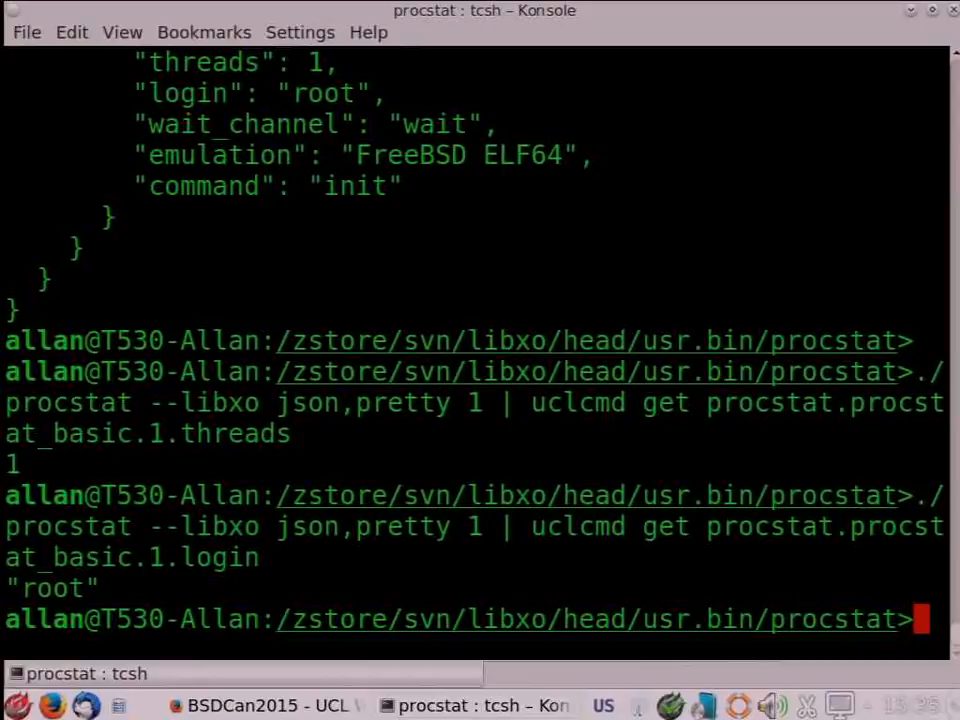 procstat : tcsh – Konsole
File Edit View Bookmarks Settings Help
"threads": 1,
"login": "root",
"wait_channel": "wait",
"emulation": "FreeBSD ELF64",
"command": "init"
}
}
}
}
allan@T530-Allan:/zstore/svn/libxo/head/usr.bin/procstat>
allan@T530-Allan:/zstore/svn/libxo/head/usr.bin/procstat>./
procstat --libxo json,pretty 1 | uclcmd get procstat.procst
at_basic.1.threads
1
allan@T530-Allan:/zstore/svn/libxo/head/usr.bin/procstat>./
procstat --libxo json,pretty 1 | uclcmd get procstat.procst
at_basic.1.login
"root"
allan@T530-Allan:/zstore/svn/libxo/head/usr.bin/procstat>
procstat : tcsh
BSDCan2015 - UCL procstat : tcsh – Kon US 15:35